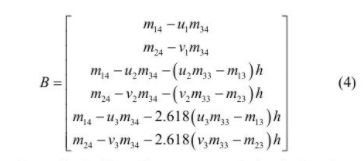 m₁₄ − u₁m₃₄
m₂₄ − v₁m₃₄
m₁₄ − u₂m₃₄ − (u₂m₃₃ − m₁₃)h
B = m₂₄ − v₂m₃₄ − (v₂m₃₃ − m₂₃)h (4)
m₁₄ − u₃m₃₄ − 2.618(u₃m₃₃ − m₁₃)h
m₂₄ − v₃m₃₄ − 2.618(v₃m₃₃ − m₂₃)h